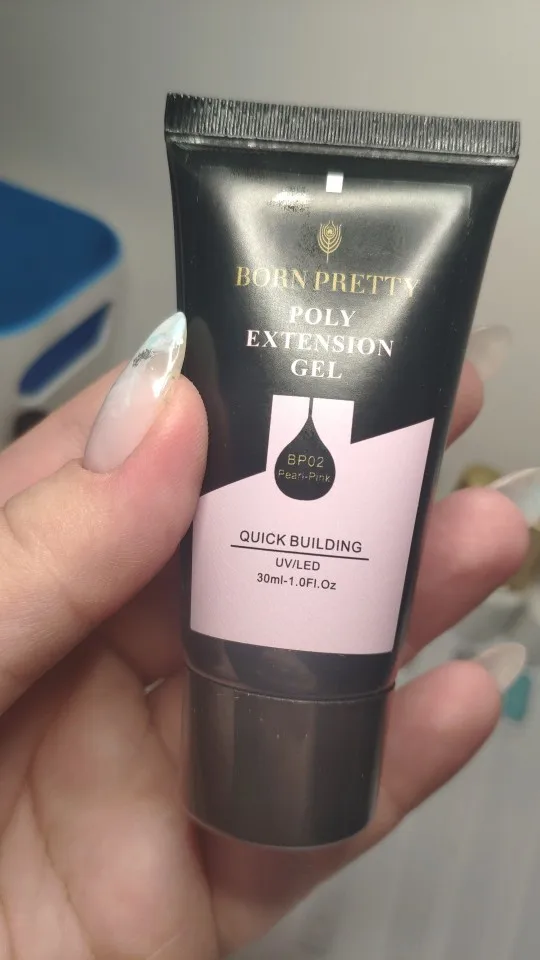 BORN PRETTY
POLY
EXTENSION
GEL
BP02
Pearl-Pink
QUICK BUILDING
UV/LED
30ml-1.0Fl.Oz